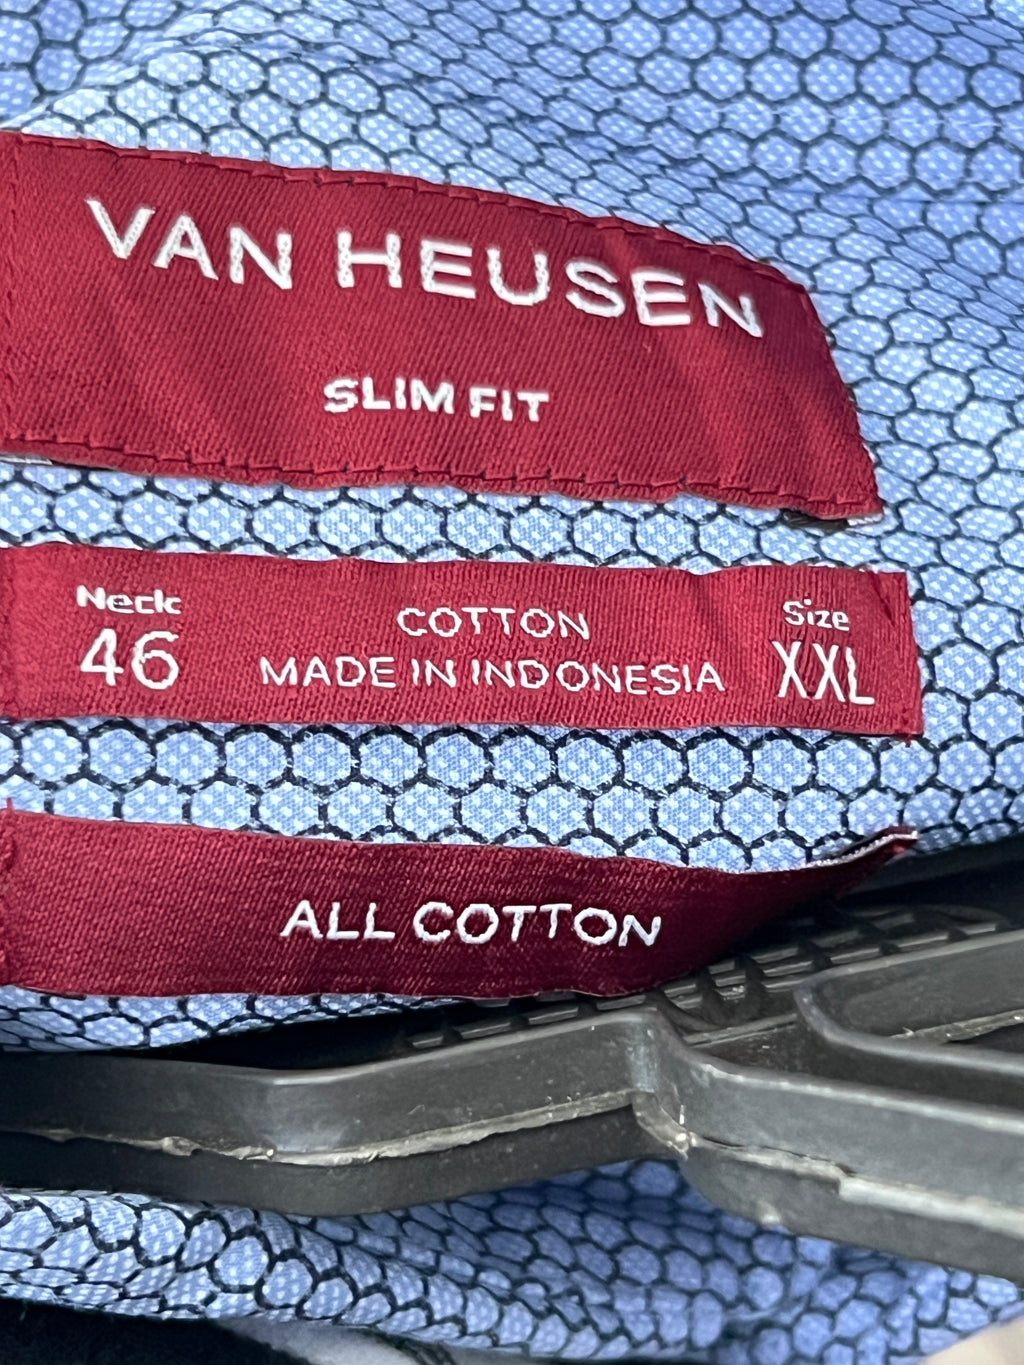 VAN HEUSEN
SLIM FIT
Neck
46
COTTON
MADE IN INDONESIA
Size
XXL
ALL COTTON